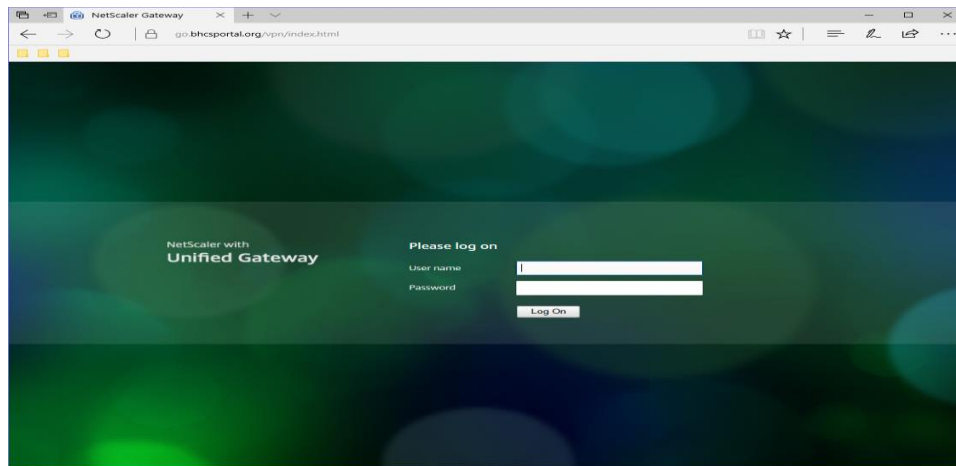 NetScaler Gateway
go.bhcsportal.org/vpn/index.html
NetScaler with
Unified Gateway
Please log on
User name
Password
Log On